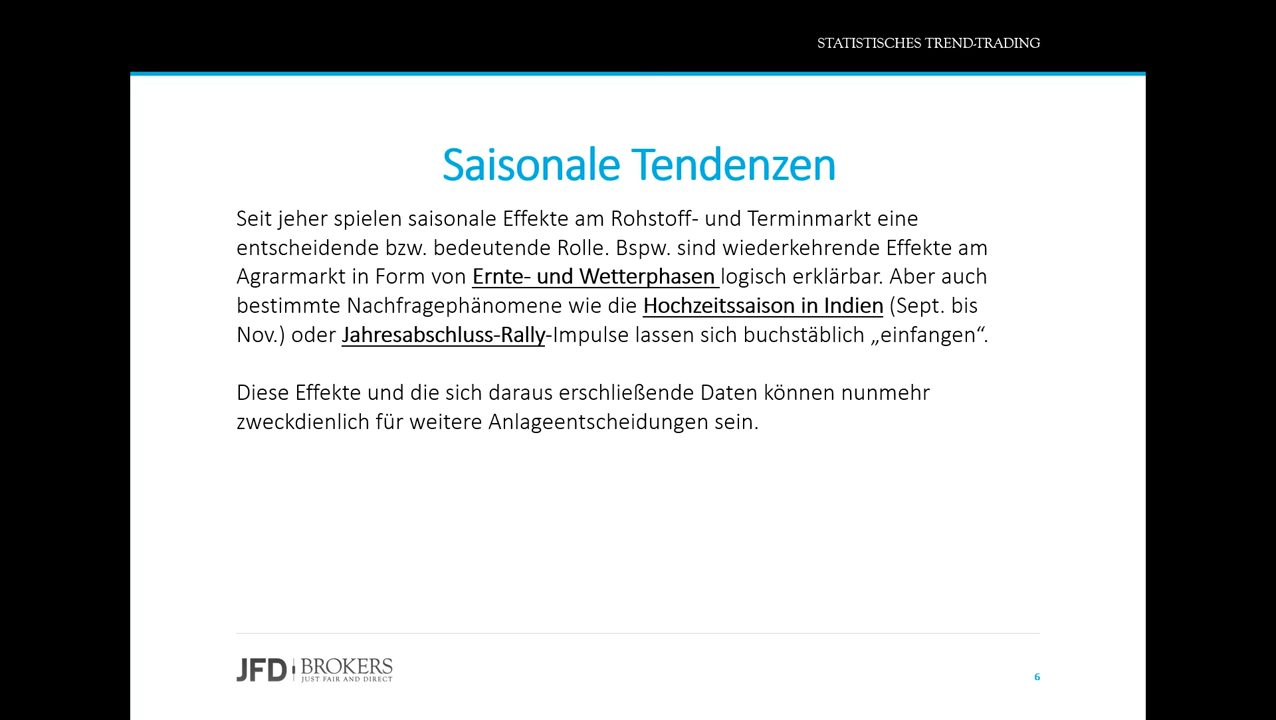 STATISTISCHES TREND-TRADING
Saisonale Tendenzen
Seit jeher spielen saisonale Effekte am Rohstoff- und Terminmarkt eine
entscheidende bzw. bedeutende Rolle. Bspw. sind wiederkehrende Effekte am
Agrarmarkt in Form von Ernte- und Wetterphasen logisch erklärbar. Aber auch
bestimmte Nachfragephänomene wie die Hochzeitssaison in Indien (Sept. bis
Nov.) oder Jahresabschluss-Rally-Impulse lassen sich buchstäblich „einfangen“.
Diese Effekte und die sich daraus erschließende Daten können nunmehr
zweckdienlich für weitere Anlageentscheidungen sein.
JFD BROKERS
JUST FAIR AND DIRECT
6